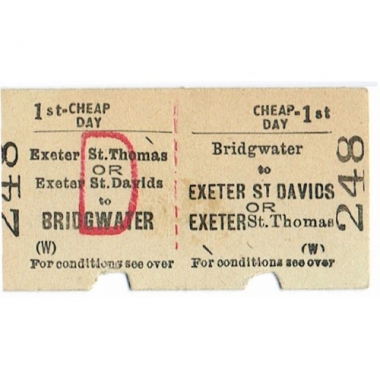 1st-CHEAP
DAY
Exeter St.Thomas
OR
Exeter St.Davids
to
BRIDGWATER
(W)
For conditions see over
248
D
CHEAP-1st
DAY
Bridgwater
to
EXETER ST DAVIDS
OR
EXETER St.Thomas
(W)
For conditions see over
248